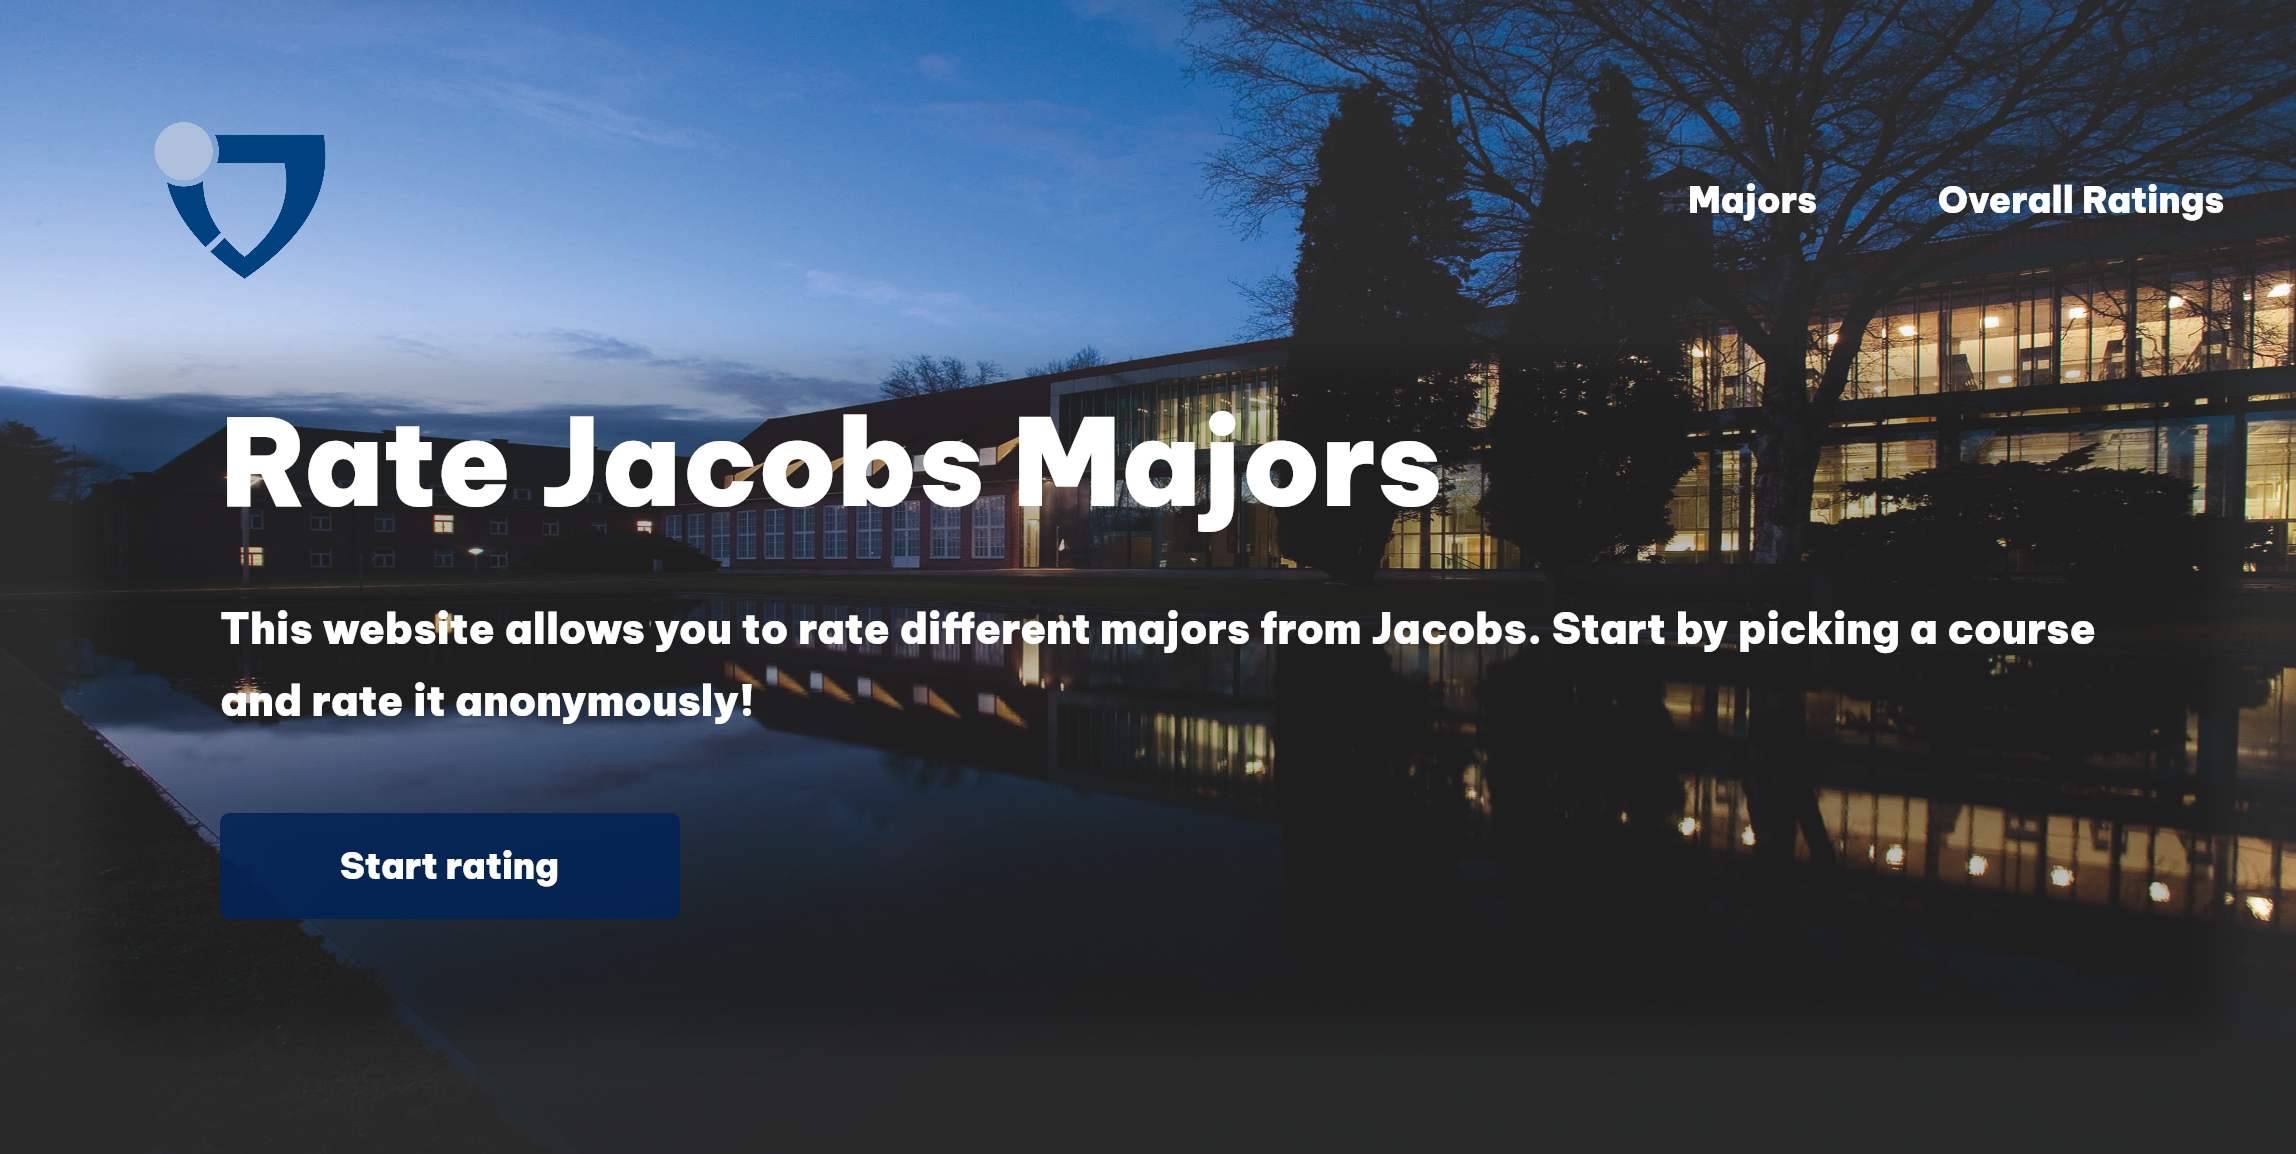 Majors Overall Ratings
Rate Jacobs Majors
This website allows you to rate different majors from Jacobs. Start by picking a course
and rate it anonymously!
Start rating